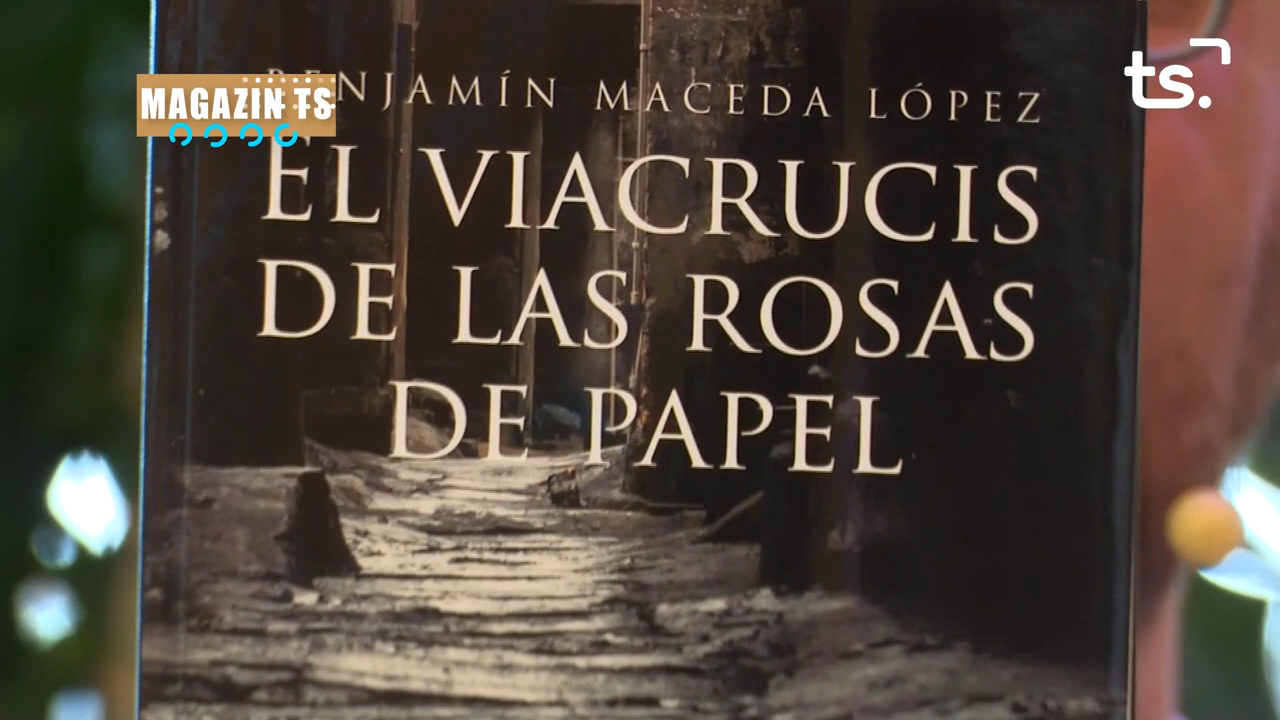 MAGAZIN TS
ts.
BENJAMÍN MACEDA LÓPEZ
EL VIACRUCIS
DE LAS ROSAS
DE PAPEL